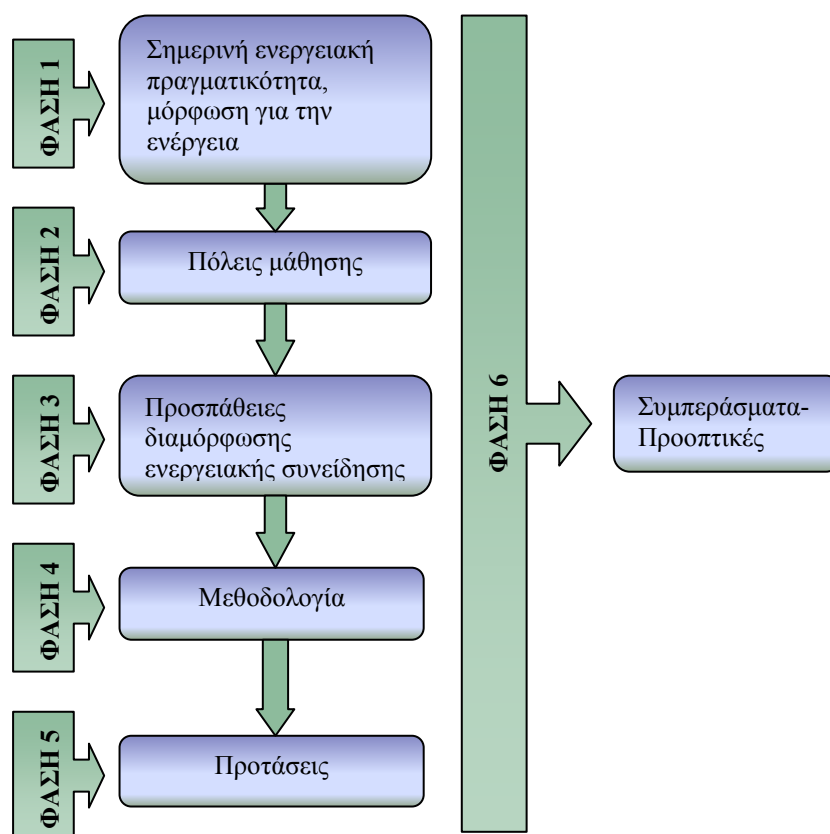 ΦΑΣΗ 1
Σημερινή ενεργειακή
πραγματικότητα,
μόρφωση για την
ενέργεια
ΦΑΣΗ 2
Πόλεις μάθησης
ΦΑΣΗ 3
Προσπάθειες
διαμόρφωσης
ενεργειακής συνείδησης
ΦΑΣΗ 4
Μεθοδολογία
ΦΑΣΗ 5
Προτάσεις
ΦΑΣΗ 6
Συμπεράσματα-
Προοπτικές